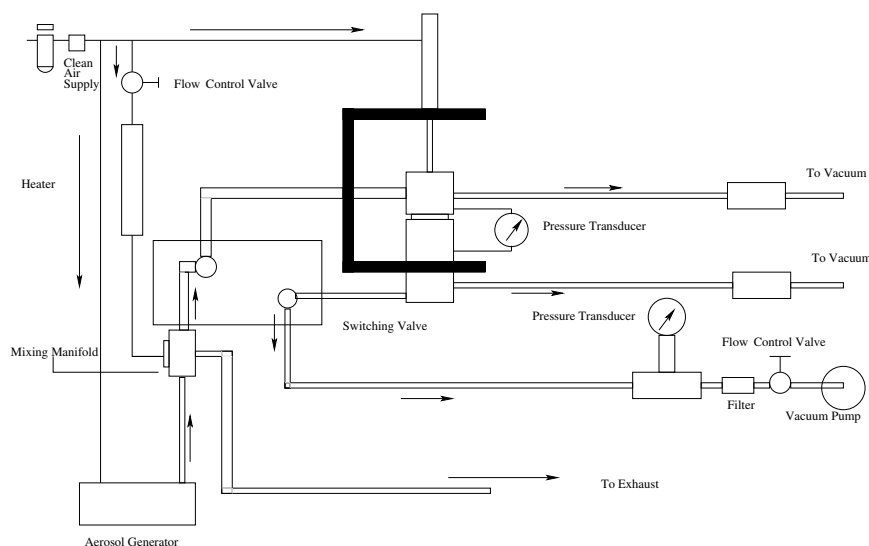 Clean
Air
Supply
Flow Control Valve
Heater
To Vacuum
Pressure Transducer
To Vacuum
Pressure Transducer
Switching Valve
Flow Control Valve
Mixing Manifold
Filter
Vacuum Pump
To Exhaust
Aerosol Generator